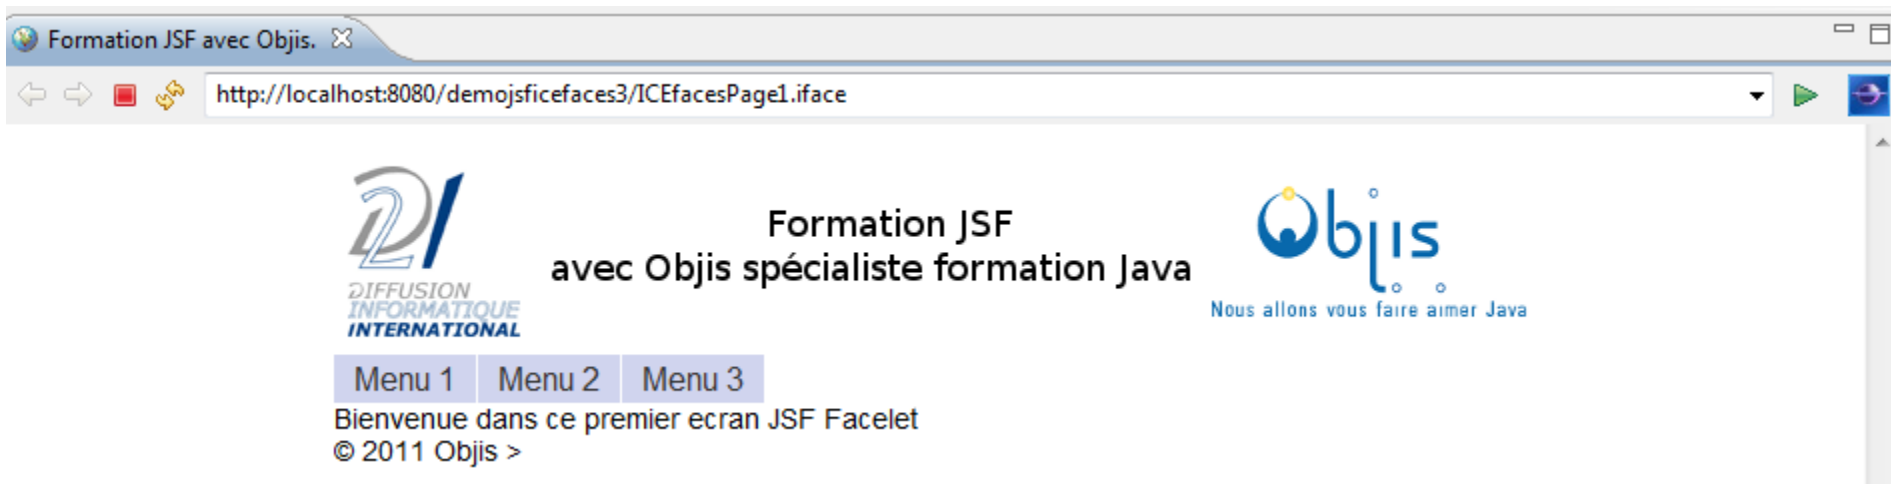 Formation JSF avec Objis.
http://localhost:8080/demojsficefaces3/ICEfacesPage1.iface
DIFFUSION
INFORMATIQUE
INTERNATIONAL
Formation JSF
avec Objis spécialiste formation Java
Objis
Nous allons vous faire aimer Java
Menu 1 Menu 2 Menu 3
Bienvenue dans ce premier ecran JSF Facelet
© 2011 Objis >